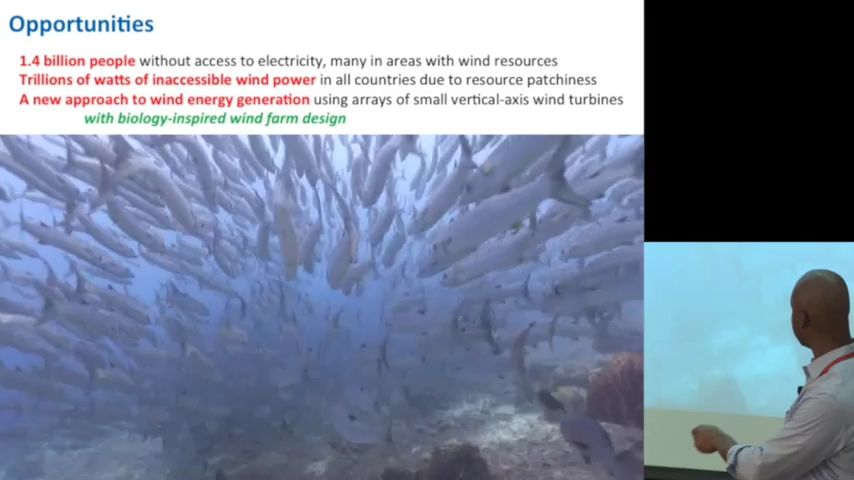 Opportunities
1.4 billion people without access to electricity, many in areas with wind resources
Trillions of watts of inaccessible wind power in all countries due to resource patchiness
A new approach to wind energy generation using arrays of small vertical-axis wind turbines
with biology-inspired wind farm design